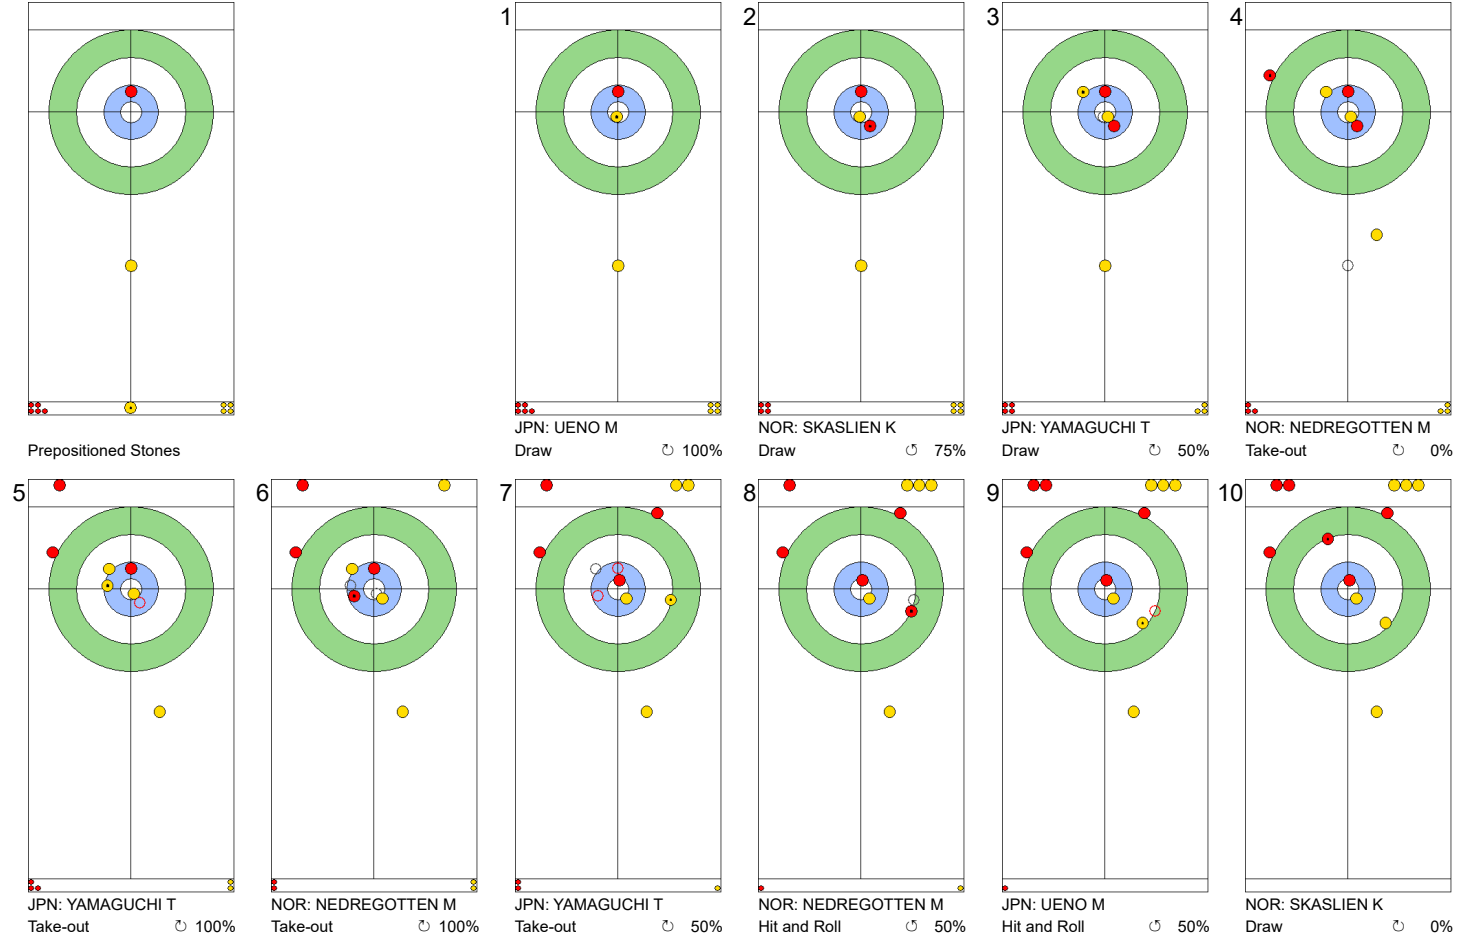 1
2
3
4
Prepositioned Stones
JPN: UENO M
Draw ↻ 100%
NOR: SKASLIEN K
Draw ↺ 75%
JPN: YAMAGUCHI T
Draw ↻ 50%
NOR: NEDREGOTTEN M
Take-out ↻ 0%
5
6
7
8
9
10
JPN: YAMAGUCHI T
Take-out ↻ 100%
NOR: NEDREGOTTEN M
Take-out ↻ 100%
JPN: YAMAGUCHI T
Take-out ↻ 50%
NOR: NEDREGOTTEN M
Hit and Roll ↺ 50%
JPN: UENO M
Hit and Roll ↺ 50%
NOR: SKASLIEN K
Draw ↻ 0%